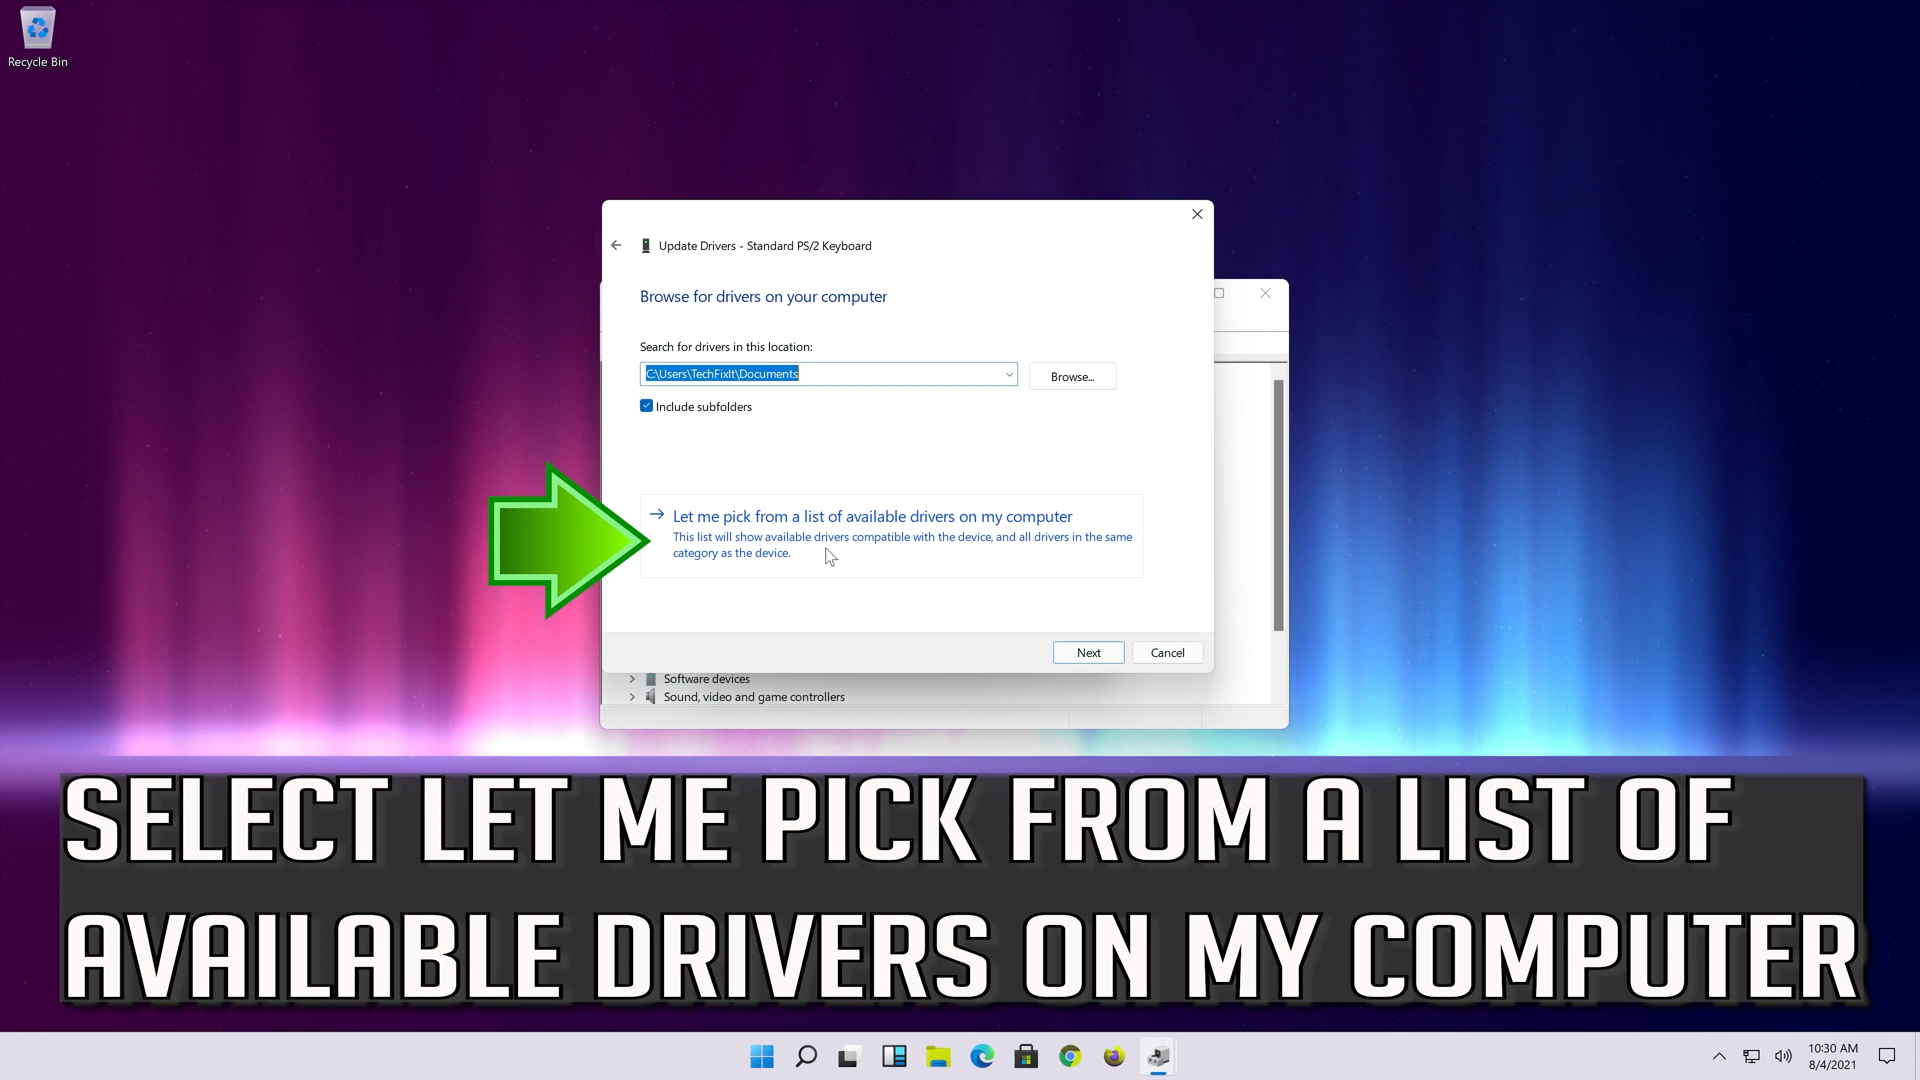 Recycle Bin
Update Drivers - Standard PS/2 Keyboard
Browse for drivers on your computer
Search for drivers in this location:
C:\Users\TechFixIt\Documents
Browse...
Include subfolders
Let me pick from a list of available drivers on my computer
This list will show available drivers compatible with the device, and all drivers in the same
category as the device.
Next
Cancel
Software devices
Sound, video and game controllers
SELECT LET ME PICK FROM A LIST OF
AVAILABLE DRIVERS ON MY COMPUTER
10:30 AM
8/4/2021